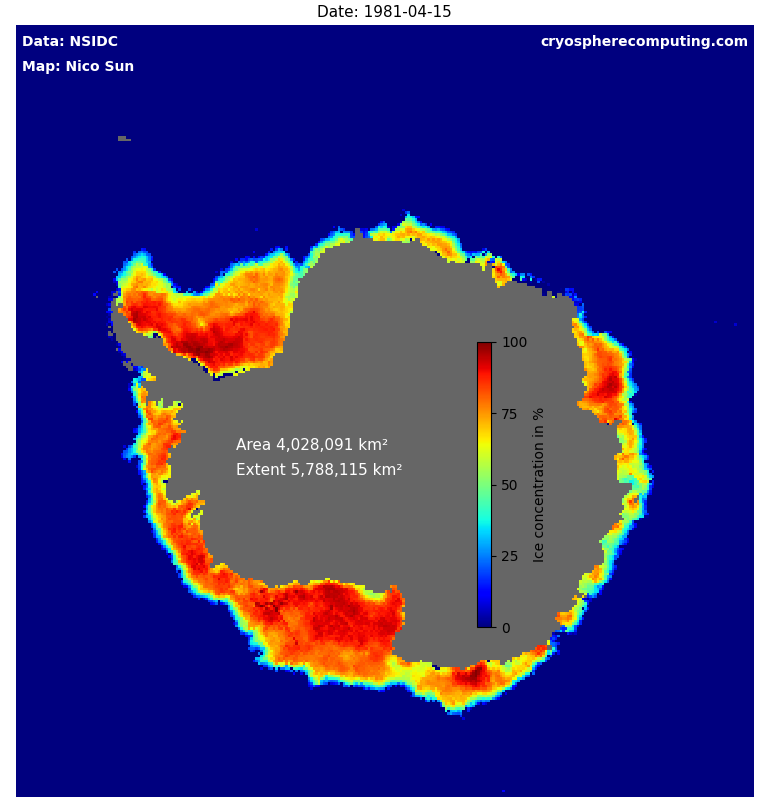 Date: 1981-04-15
Data: NSIDC
cryospherecomputing.com
Map: Nico Sun
Area 4,028,091 km²
Extent 5,788,115 km²
100
75
50
25
0
Ice concentration in %